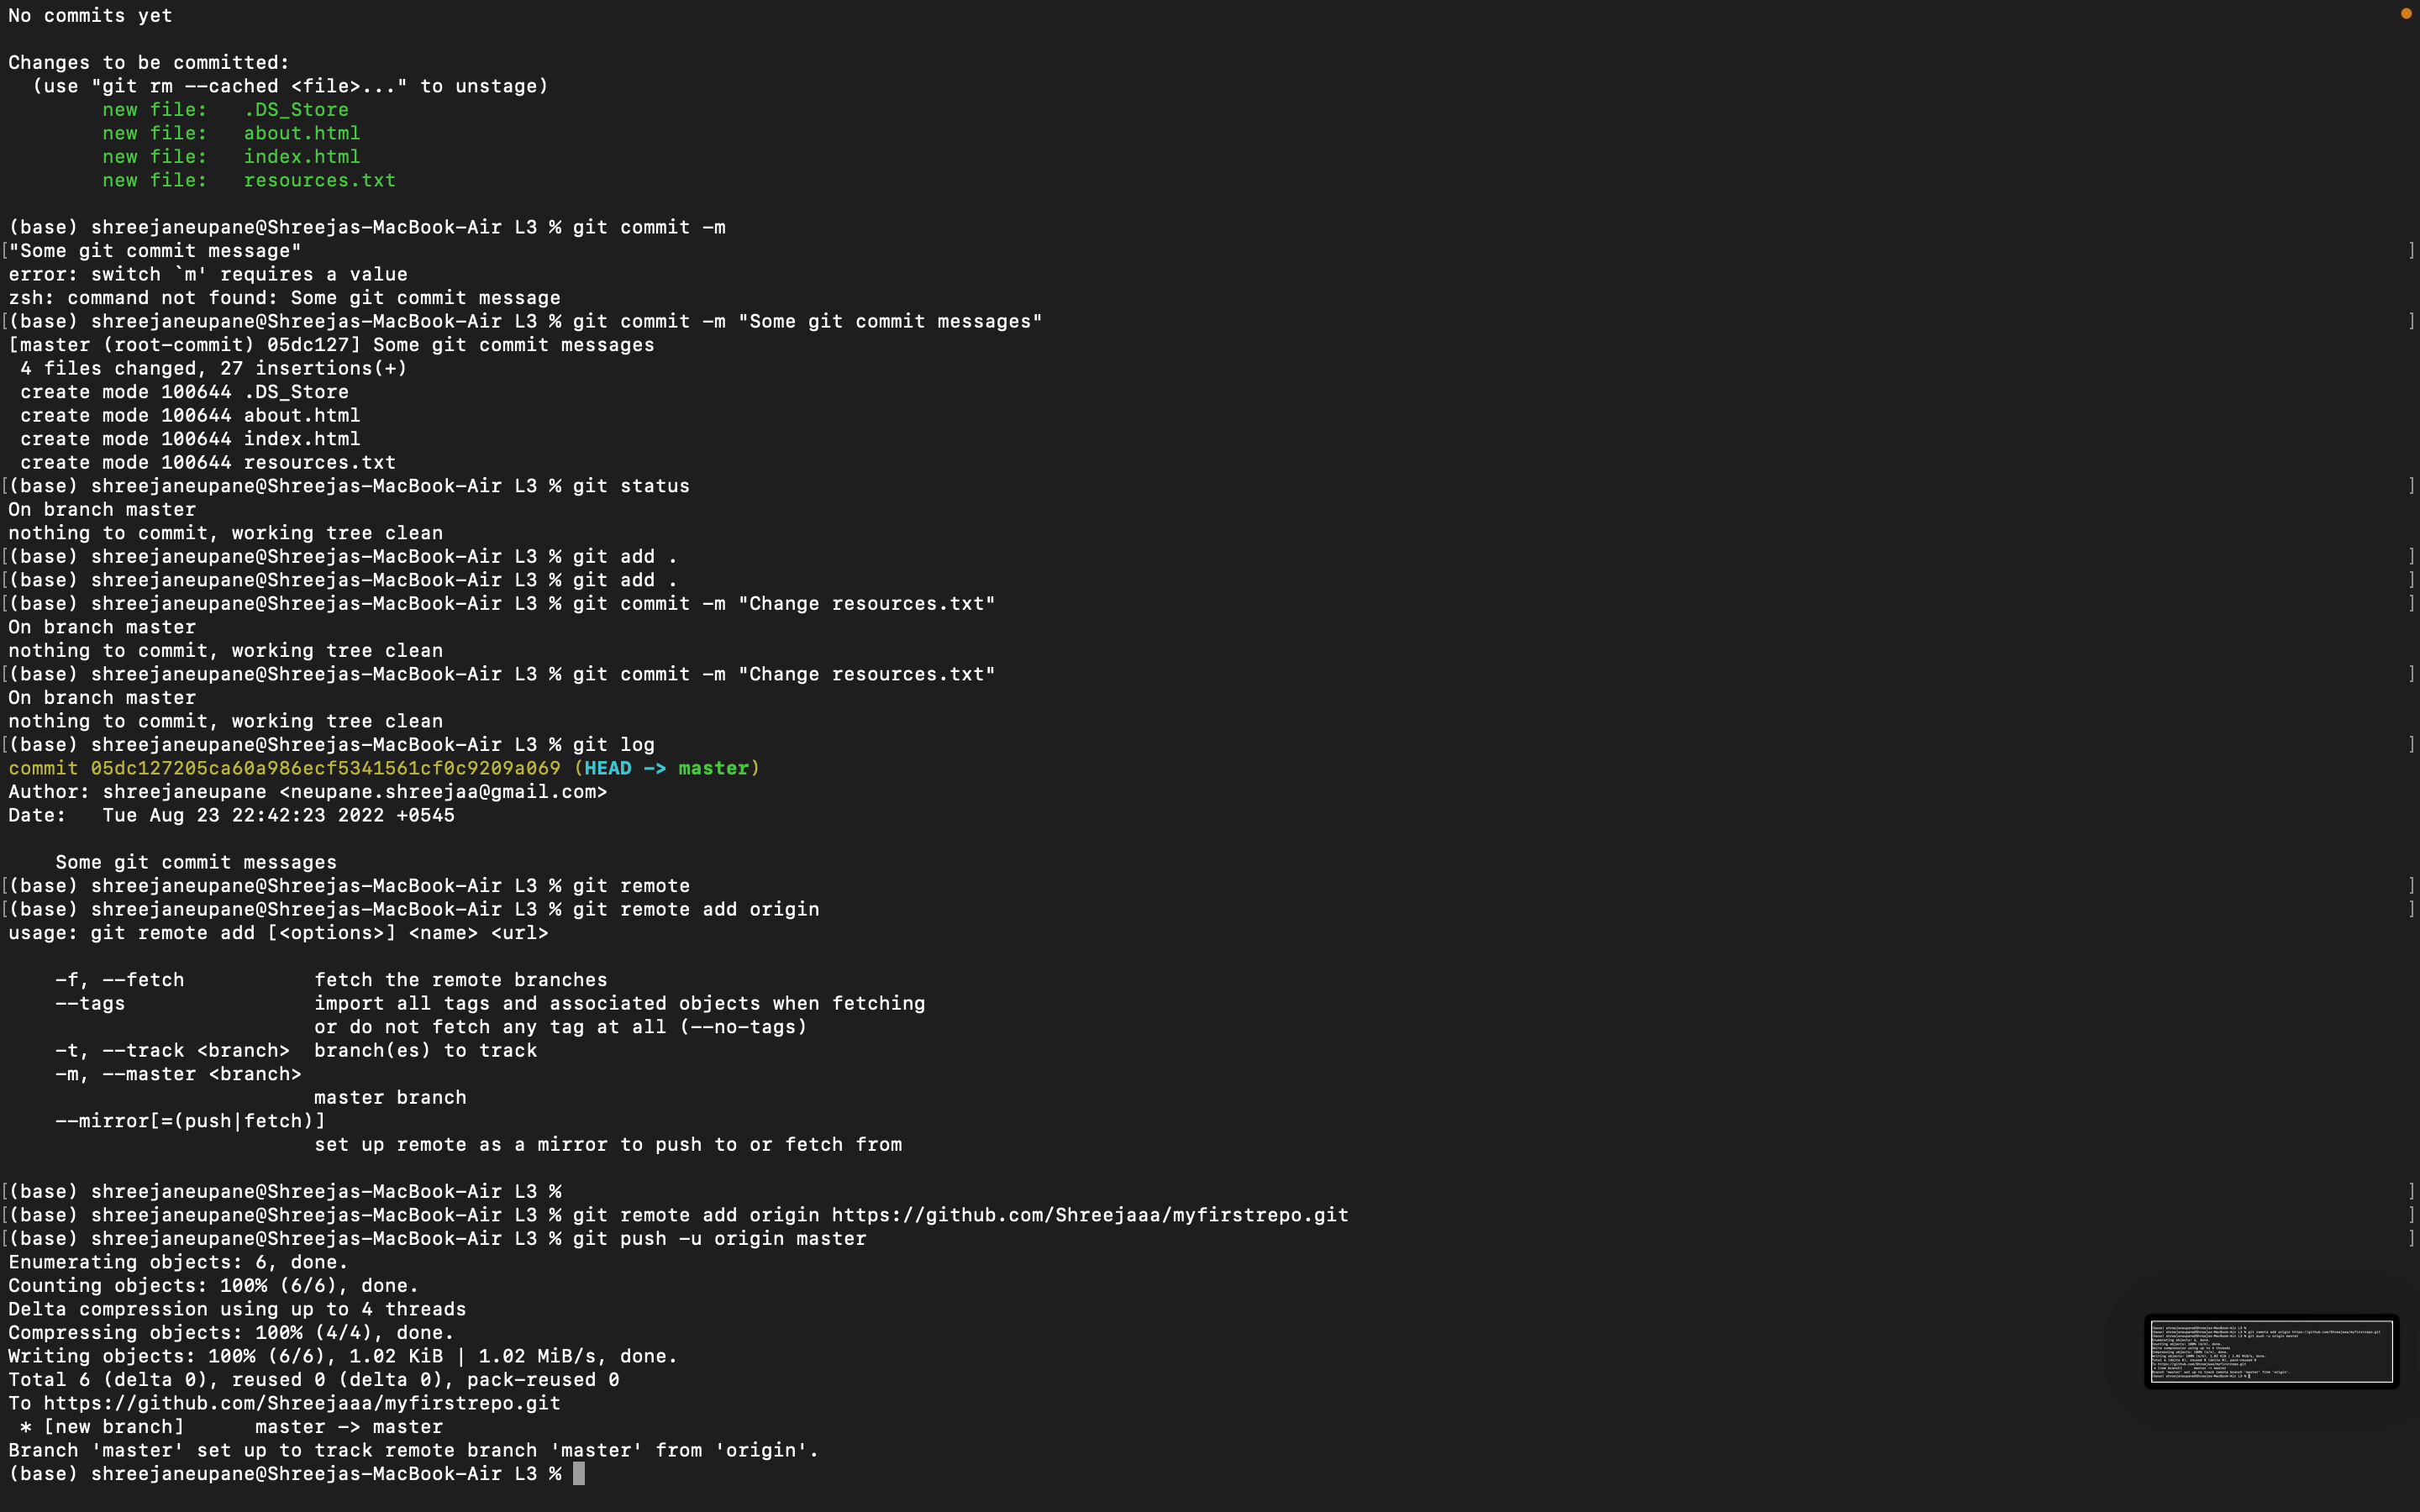 No commits yet
Changes to be committed:
  (use "git rm --cached <file>..." to unstage)
        new file:   .DS_Store
        new file:   about.html
        new file:   index.html
        new file:   resources.txt
(base) shreejaneupane@Shreejas-MacBook-Air L3 % git commit -m
["Some git commit message" ]
error: switch `m' requires a value
zsh: command not found: Some git commit message
[(base) shreejaneupane@Shreejas-MacBook-Air L3 % git commit -m "Some git commit messages" ]
[master (root-commit) 05dc127] Some git commit messages
 4 files changed, 27 insertions(+)
 create mode 100644 .DS_Store
 create mode 100644 about.html
 create mode 100644 index.html
 create mode 100644 resources.txt
[(base) shreejaneupane@Shreejas-MacBook-Air L3 % git status ]
On branch master
nothing to commit, working tree clean
[(base) shreejaneupane@Shreejas-MacBook-Air L3 % git add . ]
[(base) shreejaneupane@Shreejas-MacBook-Air L3 % git add . ]
[(base) shreejaneupane@Shreejas-MacBook-Air L3 % git commit -m "Change resources.txt" ]
On branch master
nothing to commit, working tree clean
[(base) shreejaneupane@Shreejas-MacBook-Air L3 % git commit -m "Change resources.txt" ]
On branch master
nothing to commit, working tree clean
[(base) shreejaneupane@Shreejas-MacBook-Air L3 % git log ]
commit 05dc127205ca60a986ecf5341561cf0c9209a069 (HEAD -> master)
Author: shreejaneupane <neupane.shreejaa@gmail.com>
Date:   Tue Aug 23 22:42:23 2022 +0545
    Some git commit messages
[(base) shreejaneupane@Shreejas-MacBook-Air L3 % git remote ]
[(base) shreejaneupane@Shreejas-MacBook-Air L3 % git remote add origin ]
usage: git remote add [<options>] <name> <url>
    -f, --fetch           fetch the remote branches
    --tags                import all tags and associated objects when fetching
                          or do not fetch any tag at all (--no-tags)
    -t, --track <branch>  branch(es) to track
    -m, --master <branch>
                          master branch
    --mirror[=(push|fetch)]
                          set up remote as a mirror to push to or fetch from
[(base) shreejaneupane@Shreejas-MacBook-Air L3 % ]
[(base) shreejaneupane@Shreejas-MacBook-Air L3 % git remote add origin https://github.com/Shreejaaa/myfirstrepo.git ]
[(base) shreejaneupane@Shreejas-MacBook-Air L3 % git push -u origin master ]
Enumerating objects: 6, done.
Counting objects: 100% (6/6), done.
Delta compression using up to 4 threads
Compressing objects: 100% (4/4), done.
Writing objects: 100% (6/6), 1.02 KiB | 1.02 MiB/s, done.
Total 6 (delta 0), reused 0 (delta 0), pack-reused 0
To https://github.com/Shreejaaa/myfirstrepo.git
 * [new branch]      master -> master
Branch 'master' set up to track remote branch 'master' from 'origin'.
(base) shreejaneupane@Shreejas-MacBook-Air L3 %